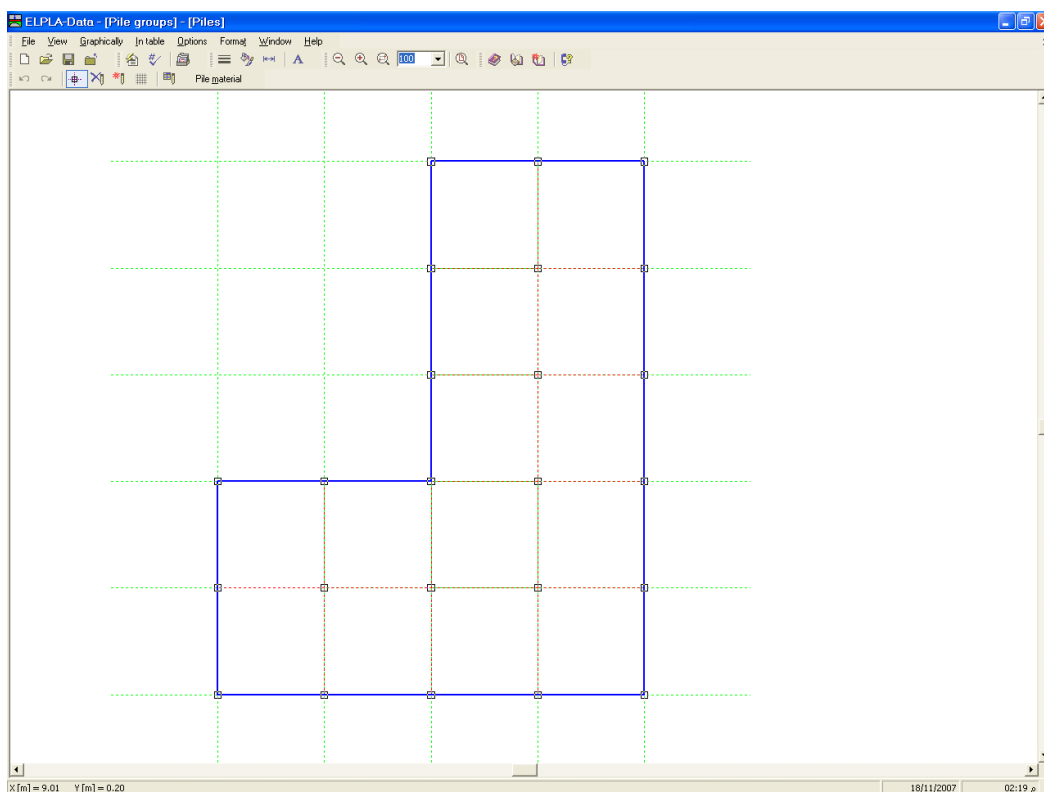 ELPLA-Data - [Pile groups] - [Piles]
File View Graphically In table Options Format Window Help
A 100
Pile material
X [m] = 9.01 Y [m] = 0.20 18/11/2007 02:19 م